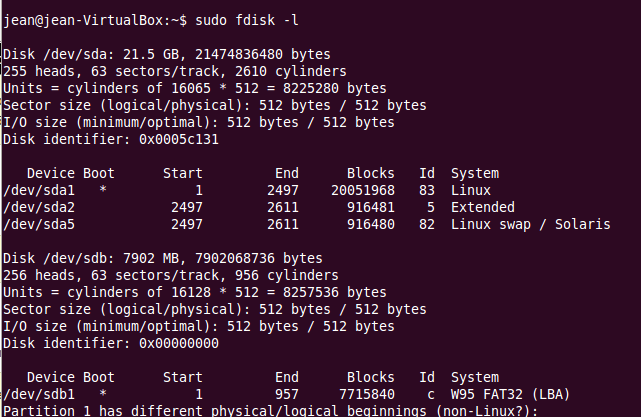 jean@jean-VirtualBox:~$ sudo fdisk -l
Disk /dev/sda: 21.5 GB, 21474836480 bytes
255 heads, 63 sectors/track, 2610 cylinders
Units = cylinders of 16065 * 512 = 8225280 bytes
Sector size (logical/physical): 512 bytes / 512 bytes
I/O size (minimum/optimal): 512 bytes / 512 bytes
Disk identifier: 0x0005c131
Device Boot Start End Blocks Id System
/dev/sda1 * 1 2497 20051968 83 Linux
/dev/sda2 2497 2611 916481 5 Extended
/dev/sda5 2497 2611 916480 82 Linux swap / Solaris
Disk /dev/sdb: 7902 MB, 7902068736 bytes
256 heads, 63 sectors/track, 956 cylinders
Units = cylinders of 16128 * 512 = 8257536 bytes
Sector size (logical/physical): 512 bytes / 512 bytes
I/O size (minimum/optimal): 512 bytes / 512 bytes
Disk identifier: 0x00000000
Device Boot Start End Blocks Id System
/dev/sdb1 * 1 957 7715840 c W95 FAT32 (LBA)
Partition 1 has different physical/logical beginnings (non-Linux?):